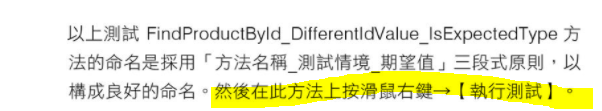 以上測試 FindProductById_DifferentIdValue_IsExpectedType 方
法的命名是採用「方法名稱_測試情境_期望值」三段式原則，以
構成良好的命名。然後在此方法上按滑鼠右鍵→【執行測試】。